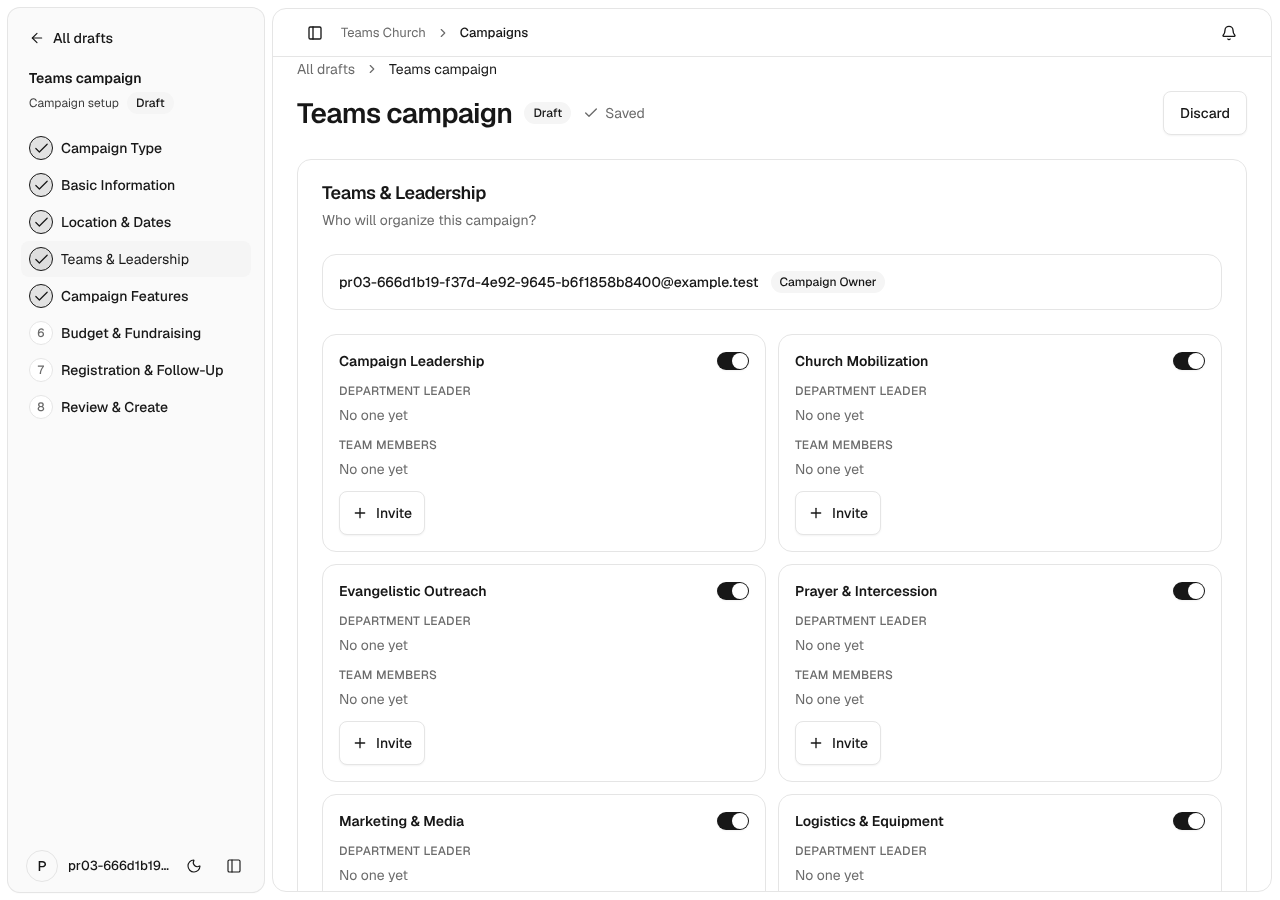 All drafts
Teams campaign
Campaign setup Draft
Campaign Type
Basic Information
Location & Dates
Teams & Leadership
Campaign Features
6 Budget & Fundraising
7 Registration & Follow-Up
8 Review & Create
P pr03-666d1b19...
Teams Church > Campaigns
All drafts > Teams campaign
Teams campaign Draft Saved Discard
Teams & Leadership
Who will organize this campaign?
pr03-666d1b19-f37d-4e92-9645-b6f1858b8400@example.test Campaign Owner
Campaign Leadership
DEPARTMENT LEADER
No one yet
TEAM MEMBERS
No one yet
+ Invite
Church Mobilization
DEPARTMENT LEADER
No one yet
TEAM MEMBERS
No one yet
+ Invite
Evangelistic Outreach
DEPARTMENT LEADER
No one yet
TEAM MEMBERS
No one yet
+ Invite
Prayer & Intercession
DEPARTMENT LEADER
No one yet
TEAM MEMBERS
No one yet
+ Invite
Marketing & Media
DEPARTMENT LEADER
No one yet
Logistics & Equipment
DEPARTMENT LEADER
No one yet